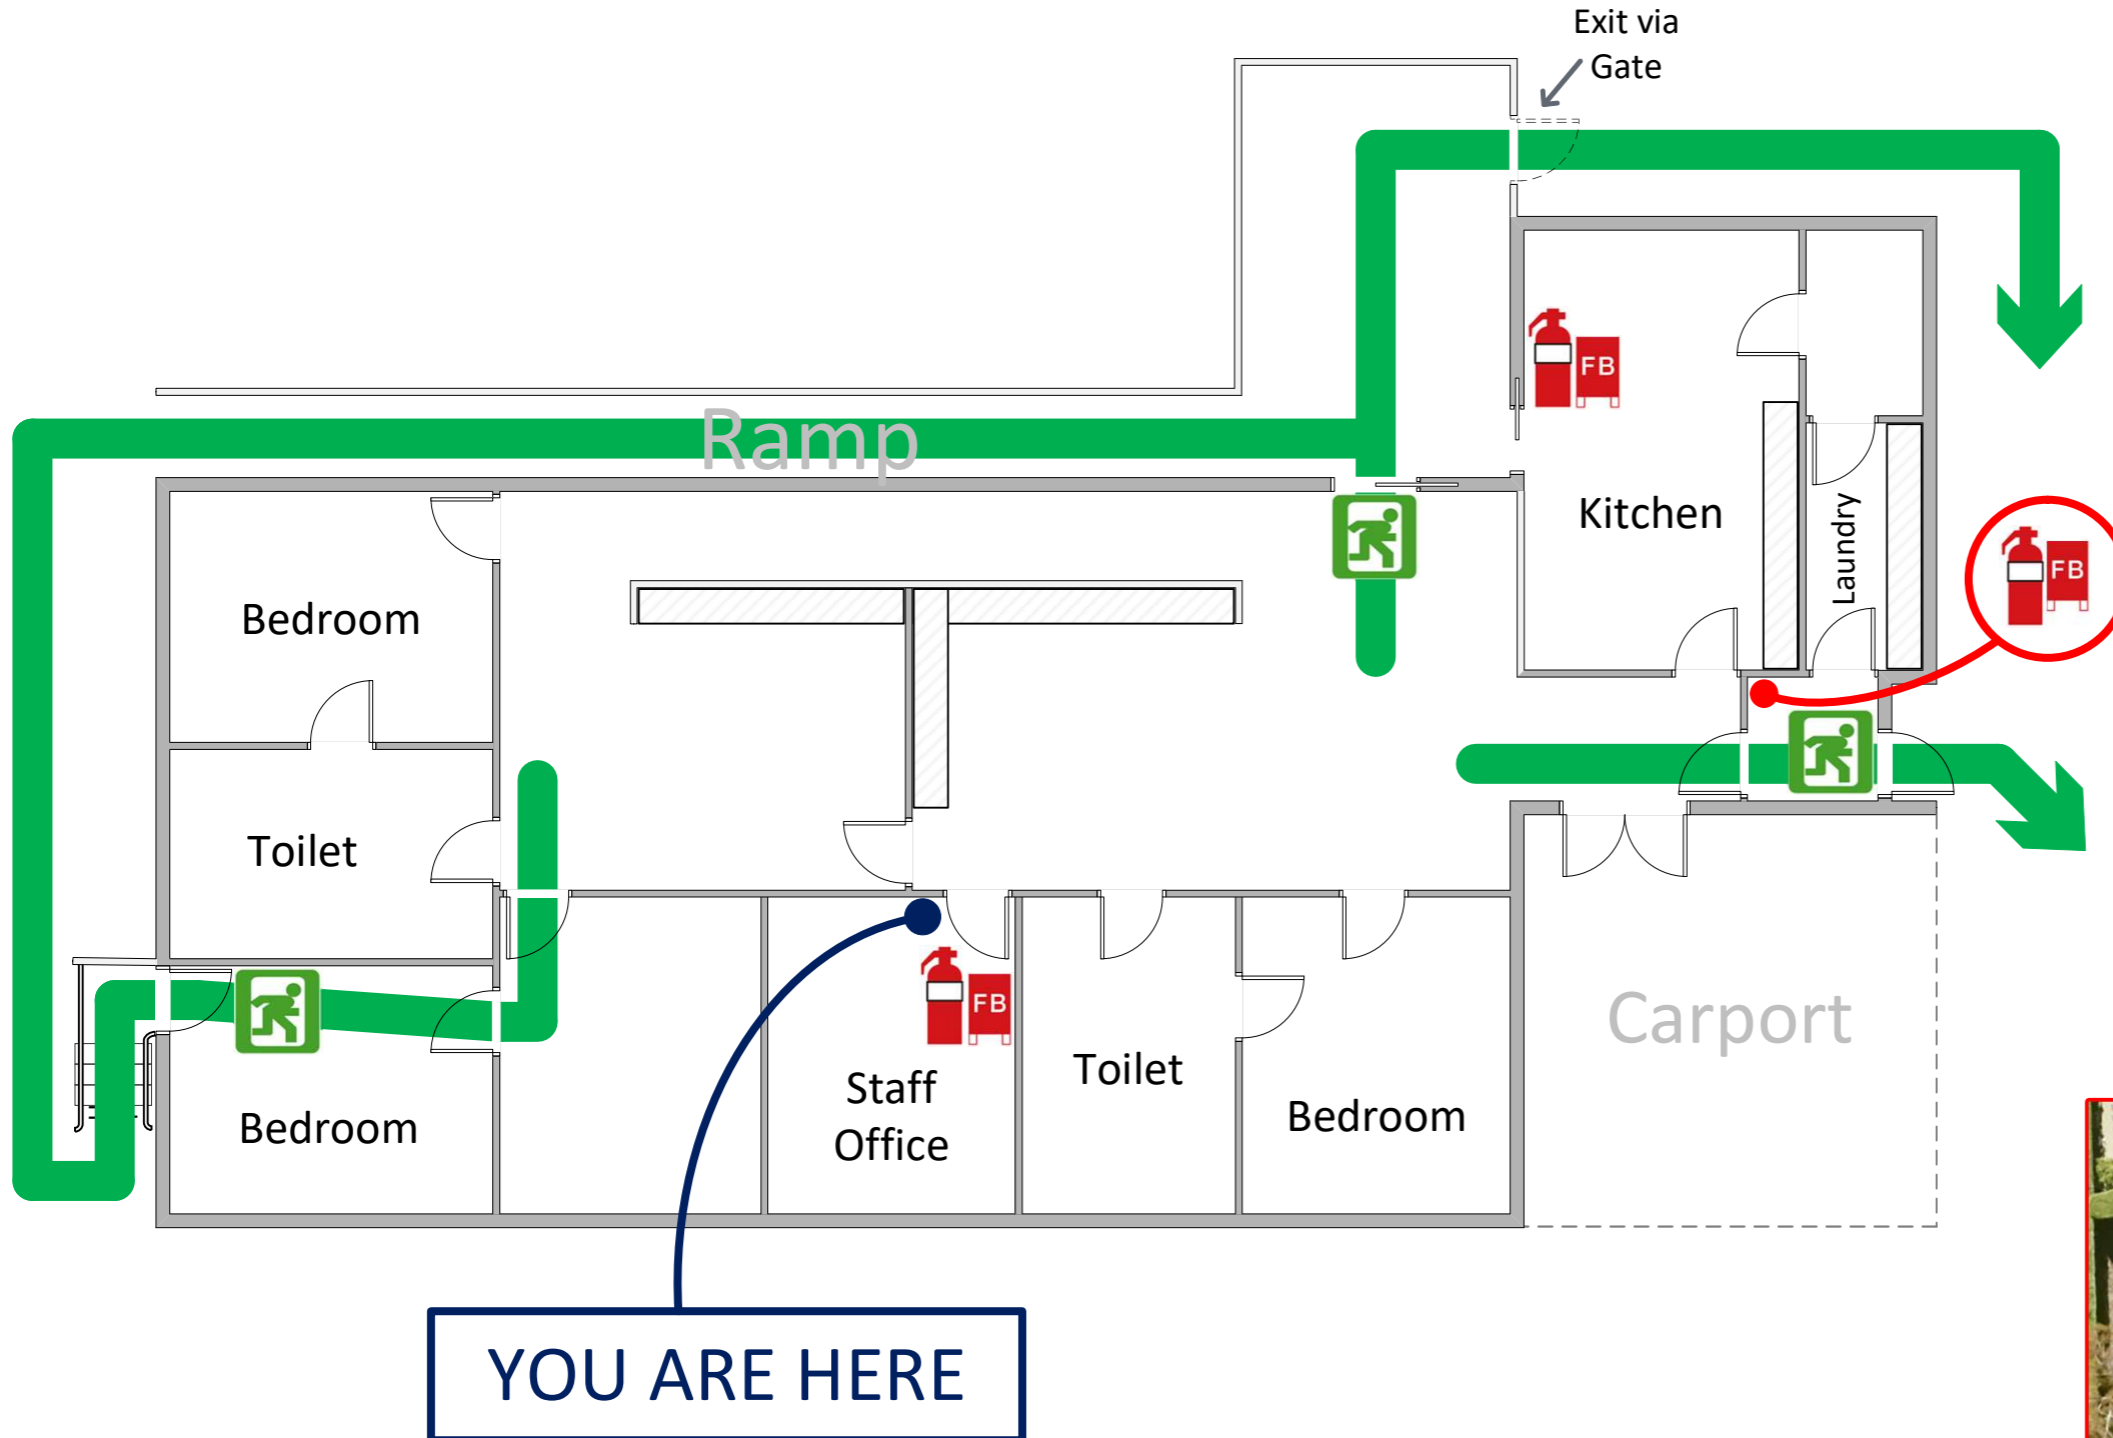 Exit via
Gate
Ramp
FB
Kitchen
Laundry
FB
Bedroom
Toilet
Bedroom
FB
Staff
Office
Toilet
Bedroom
Carport
YOU ARE HERE